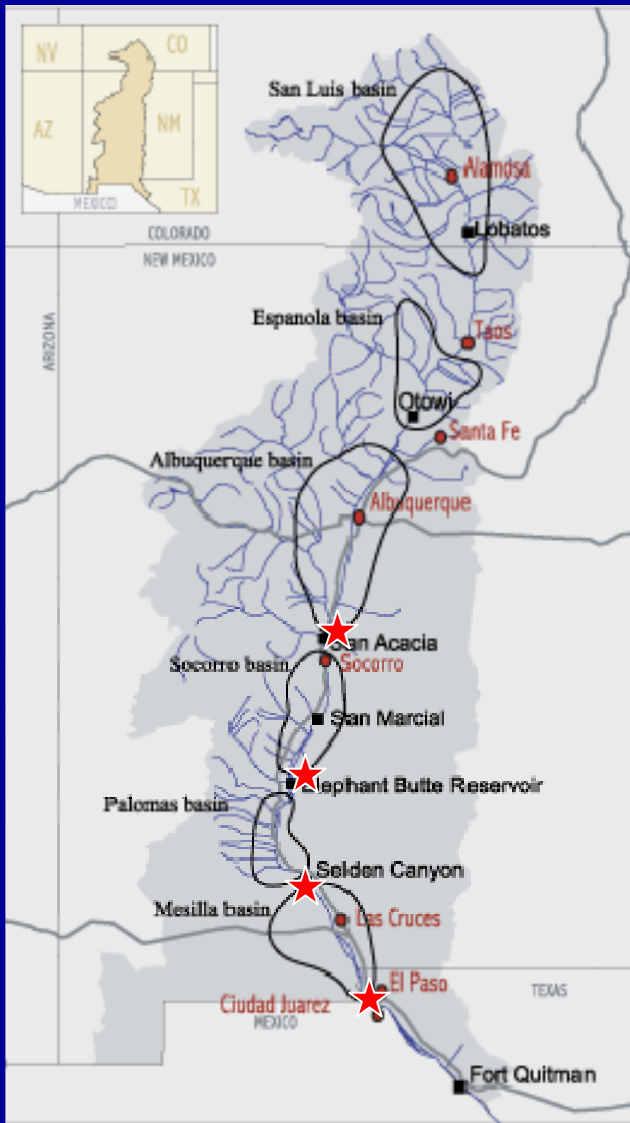 NV
CO
AZ
NM
MEXICO
TX
San Luis basin
Alamosa
Lobatos
COLORADO
NEW MEXICO
ARIZONA
Espanola basin
Taos
Otowi
Santa Fe
Albuquerque basin
Albuquerque
San Acacia
Socorro basin
Socorro
San Marcial
Elephant Butte Reservoir
Palomas basin
Selden Canyon
Mesilla basin
Las Cruces
El Paso
TEXAS
Ciudad Juarez
MEXICO
Fort Quitman